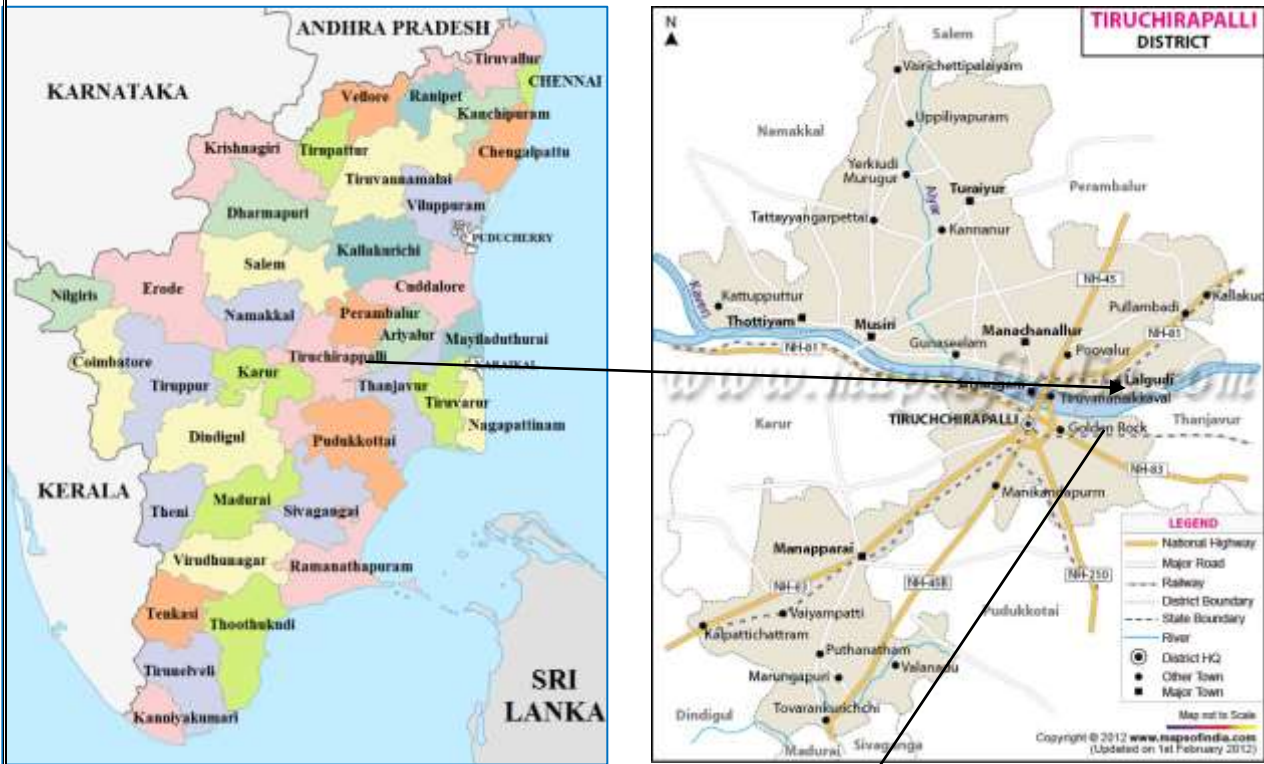 ANDHRA PRADESH
Tiruvallur
CHENNAI
KARNATAKA
Vellore
Ranipet
Kanchipuram
Krishnagiri
Tirupattur
Chengalpattu
Tiruvannamalai
Viluppuram
Dharmapuri
PUDUCHERRY
Kallakurichi
Salem
Cuddalore
Nilgiris
Erode
Namakkal
Perambalur
Ariyalur
Mayiladuthurai
Tiruchirappalli
KARAIKAL
Coimbatore
Tiruppur
Karur
Thanjavur
Tiruvarur
Nagapattinam
Dindigul
Pudukkottai
KERALA
Theni
Madurai
Sivagangai
Virudhunagar
Ramanathapuram
Tenkasi
Thoothukudi
Tirunelveli
SRI
LANKA
Kanniyakumari
N
TIRUCHIRAPALLI
DISTRICT
Salem
Vairichettipalaiyam
Namakkal
Uppiliyapuram
Yerkudi
Murugur
Aiyar
Turaiyur
Perambalur
Tattayyangarpettai
Kannanur
NH-45
Kaveri
Kattupputtur
Pullambadi
Thottiyam
Musiri
Manachanallur
NH-81
NH-81
Gunaseelam
Poovalur
Lalgudi
Tiruvanmaikkaval
TIRUCHCHIRAPALLI
Karur
Golden Rock
Thanjavur
NH-83
Manikandapurm
Manapparai
NH-45B
Pudukkotai
Vaiyampatti
Kalpattichattram
Puthanatham
Valanadu
Marungapuri
Tovarankurichchi
Dindigul
Madurai
Sivaganga
LEGEND
National Highway
Major Road
Railway
District Boundary
State Boundary
River
District HQ
Other Town
Major Town
Map not to Scale
Copyright © 2012 www.mapsofindia.com
(Updated on 1st February 2012)